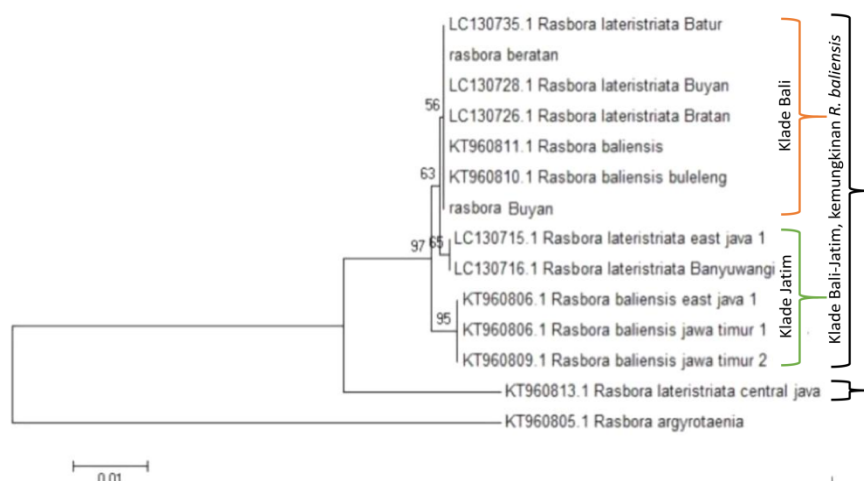 LC130735.1 Rasbora lateristriata Batur
rasbora beratan
LC130728.1 Rasbora lateristriata Buyan
56
LC130726.1 Rasbora lateristriata Bratan
KT960811.1 Rasbora baliensis
KT960810.1 Rasbora baliensis buleleng
63
rasbora Buyan
LC130715.1 Rasbora lateristriata east java 1
97
65
LC130716.1 Rasbora lateristriata Banyuwangi
KT960806.1 Rasbora baliensis east java 1
95
KT960806.1 Rasbora baliensis jawa timur 1
KT960809.1 Rasbora baliensis jawa timur 2
KT960813.1 Rasbora lateristriata central java
KT960805.1 Rasbora argyrotaenia
0.01
Klade Bali
Klade Jatim
Klade Bali-Jatim, kemungkinan R. baliensis